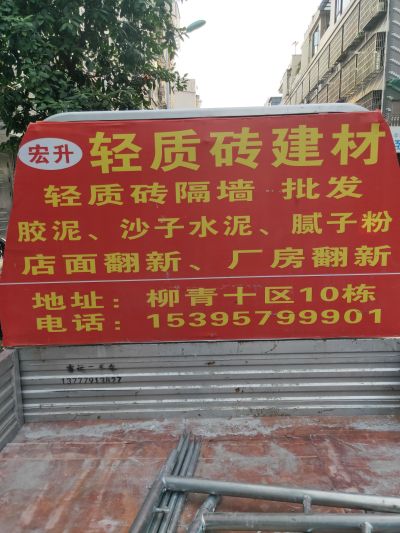 宏升 轻质砖建材
轻质砖隔墙 批发
胶泥、沙子水泥、腻子粉
店面翻新、厂房翻新
地址：柳青十区10栋
电话：15395799901
13777913827